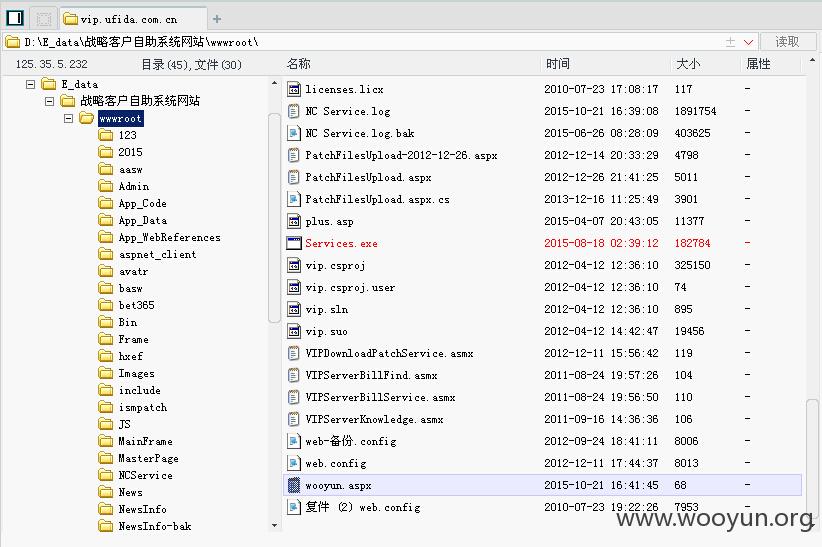 vip.ufida.com.cn
D:\E_data\战略客户自助系统网站\wwwroot\ 读取
125.35.5.232 目录(45),文件(30) 名称 时间 大小 属性
E_data
战略客户自助系统网站
wwwroot
123
2015
aasw
Admin
App_Code
App_Data
App_WebReferences
aspnet_client
avatr
basw
bet365
Bin
Frame
hxef
Images
include
ismpatch
JS
MainFrame
MasterPage
NCService
News
NewsInfo
NewsInfo-bak
licenses.licx 2010-07-23 17:08:17 117 -
NC Service.log 2015-10-21 16:39:08 1891754 -
NC Service.log.bak 2015-06-26 08:28:09 403625 -
PatchFilesUpload-2012-12-26.aspx 2012-12-14 20:33:29 4798 -
PatchFilesUpload.aspx 2012-12-26 21:41:25 5011 -
PatchFilesUpload.aspx.cs 2013-12-16 11:25:49 3901 -
plus.asp 2015-04-07 20:43:05 11377 -
Services.exe 2015-08-18 02:39:12 182784 -
vip.csproj 2012-04-12 12:36:10 325150 -
vip.csproj.user 2012-04-12 12:36:10 74 -
vip.sln 2012-04-12 12:36:10 895 -
vip.suo 2012-04-12 14:42:47 19456 -
VIPDownloadPatchService.asmx 2012-12-11 15:56:42 119 -
VIPServerBillFind.asmx 2011-08-24 19:57:26 104 -
VIPServerBillService.asmx 2011-08-24 19:56:50 110 -
VIPServerKnowledge.asmx 2011-09-16 14:36:36 106 -
web-备份.config 2012-09-24 18:41:11 8006 -
web.config 2012-12-11 17:44:37 8013 -
wooyun.aspx 2015-10-21 16:41:45 68 -
复件 (2) web.config 2010-07-23 19:22:26 7953 -
www.wooyun.org